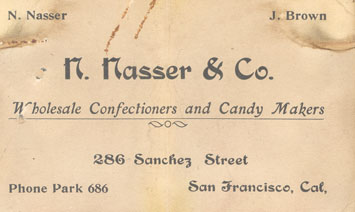 N. Nasser J. Brown
N. Nasser & Co.
Wholesale Confectioners and Candy Makers
286 Sanchez Street
Phone Park 686 San Francisco, Cal,